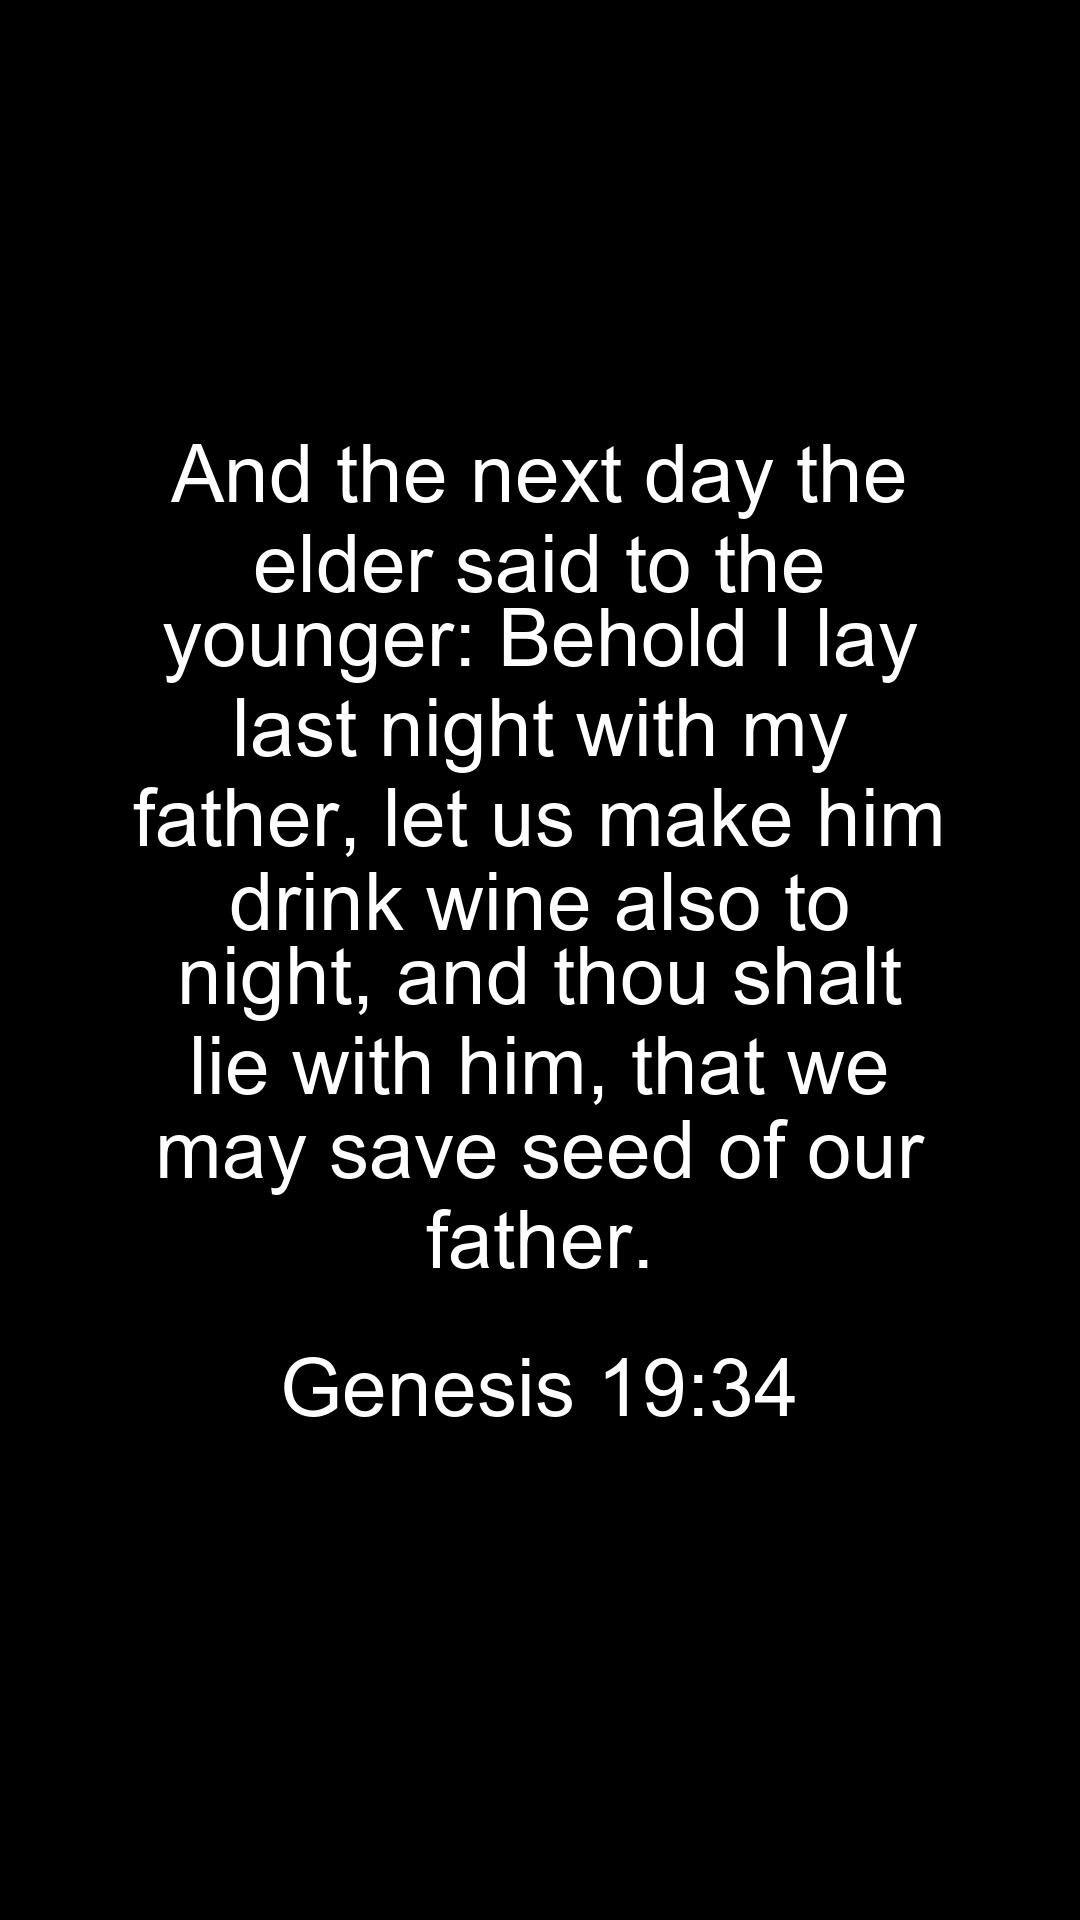 And the next day the
elder said to the
younger: Behold I lay
last night with my
father, let us make him
drink wine also to
night, and thou shalt
lie with him, that we
may save seed of our
father.
Genesis 19:34